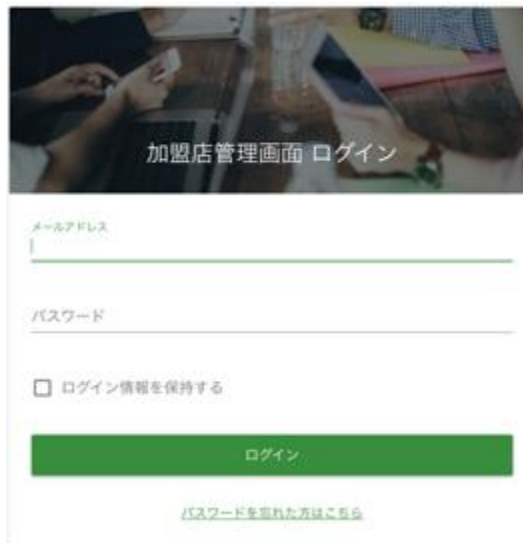 加盟店管理画面 ログイン
メールアドレス
パスワード
ログイン情報を保持する
ログイン
パスワードを忘れた方はこちら